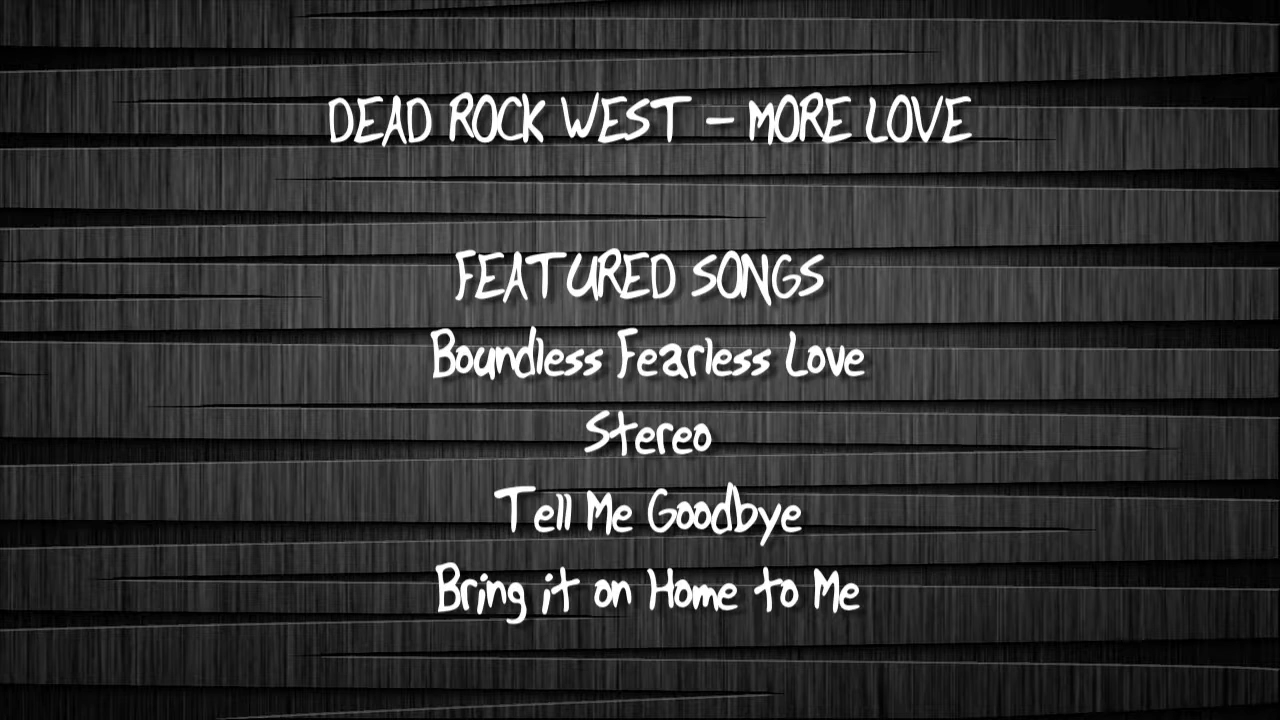 DEAD ROCK WEST - MORE LOVE
FEATURED SONGS
Boundless Fearless Love
Stereo
Tell Me Goodbye
Bring it on Home to Me